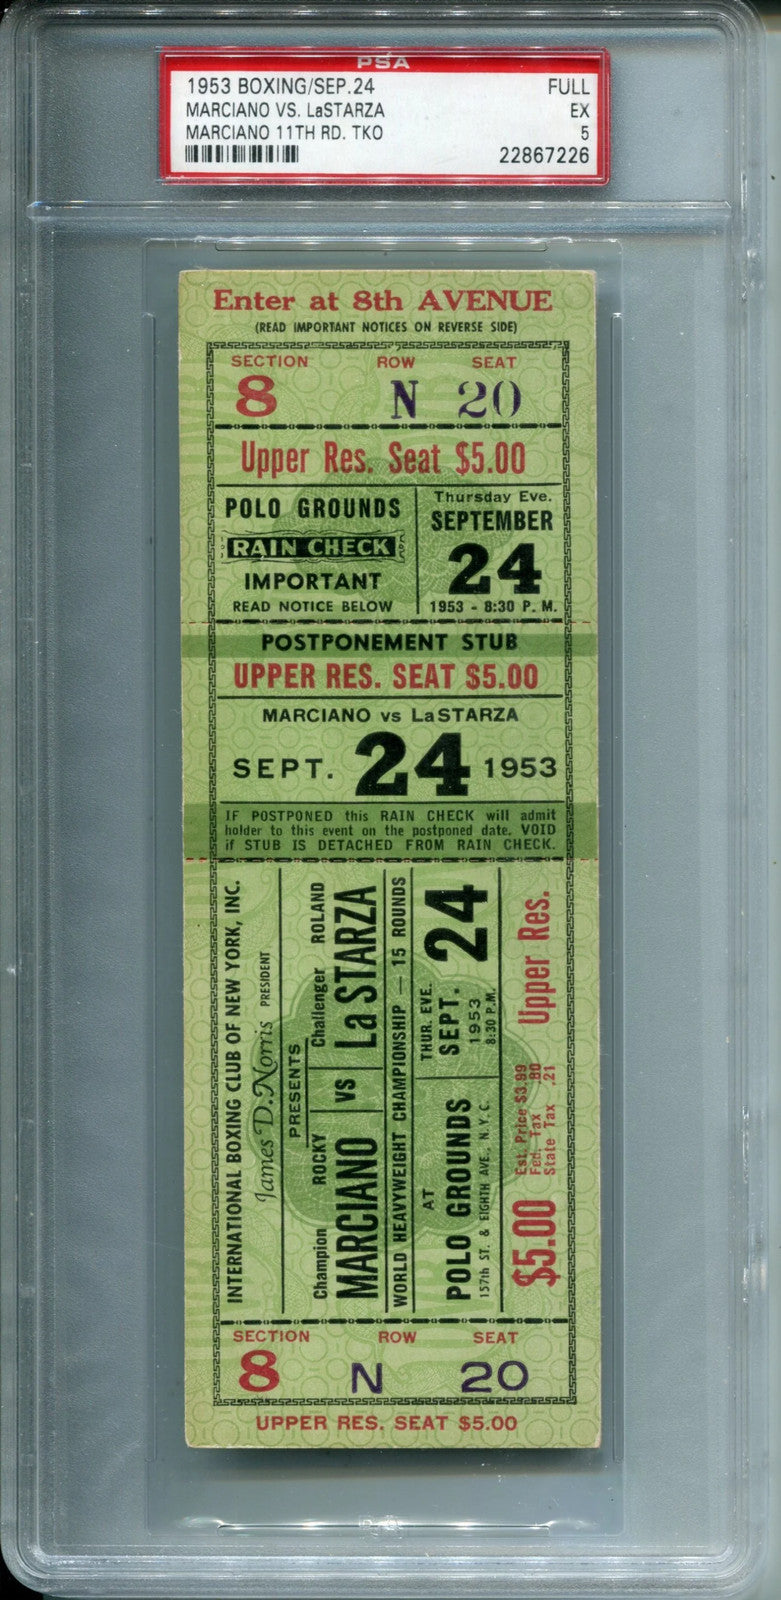 PSA
1953 BOXING/SEP.24 FULL
MARCIANO VS. LaSTARZA EX
MARCIANO 11TH RD. TKO 5
22867226
Enter at 8th AVENUE
(READ IMPORTANT NOTICES ON REVERSE SIDE)
SECTION ROW SEAT
8 N 20
Upper Res. Seat $5.00
POLO GROUNDS
RAIN CHECK
IMPORTANT
READ NOTICE BELOW
Thursday Eve.
SEPTEMBER
24
1953 - 8:30 P. M.
POSTPONEMENT STUB
UPPER RES. SEAT $5.00
MARCIANO vs LaSTARZA
SEPT. 24 1953
IF POSTPONED this RAIN CHECK will admit
holder to this event on the postponed date. VOID
if STUB IS DETACHED FROM RAIN CHECK.
INTERNATIONAL BOXING CLUB OF NEW YORK, INC.
James D. Norris PRESIDENT
PRESENTS
Champion ROCKY Challenger ROLAND
MARCIANO vs LaSTARZA
WORLD HEAVYWEIGHT CHAMPIONSHIP — 15 ROUNDS
AT
POLO GROUNDS
157th ST. & EIGHTH AVE., N.Y.C.
THUR. EVE.
SEPT. 24
1953
8:30 P.M.
$5.00
Est. Price $3.99
Fed. Tax .80
State Tax .21
Upper Res.
SECTION ROW SEAT
8 N 20
UPPER RES. SEAT $5.00